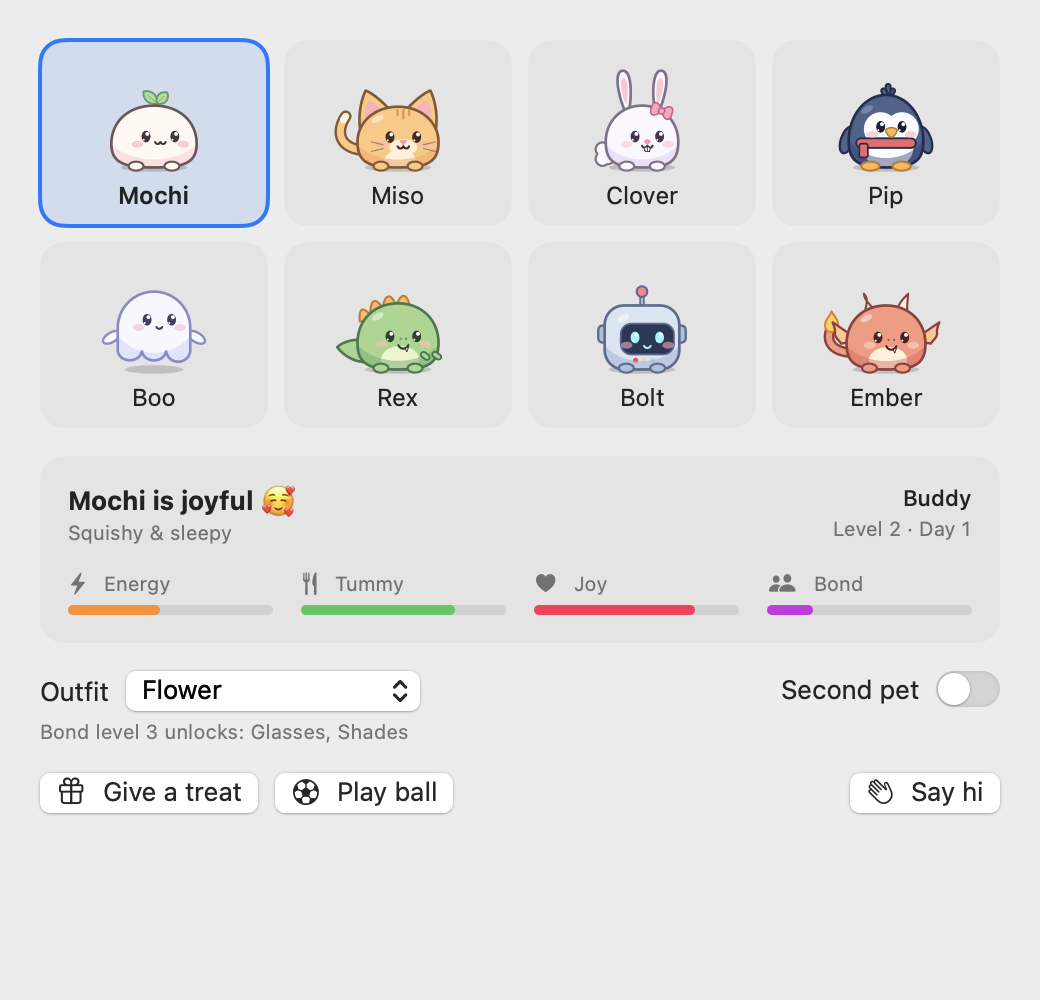 Mochi
Miso
Clover
Pip
Boo
Rex
Bolt
Ember
Mochi is joyful 🥰
Buddy
Squishy & sleepy
Level 2 · Day 1
Energy
Tummy
Joy
Bond
Outfit
Flower
Second pet
Bond level 3 unlocks: Glasses, Shades
Give a treat
Play ball
Say hi